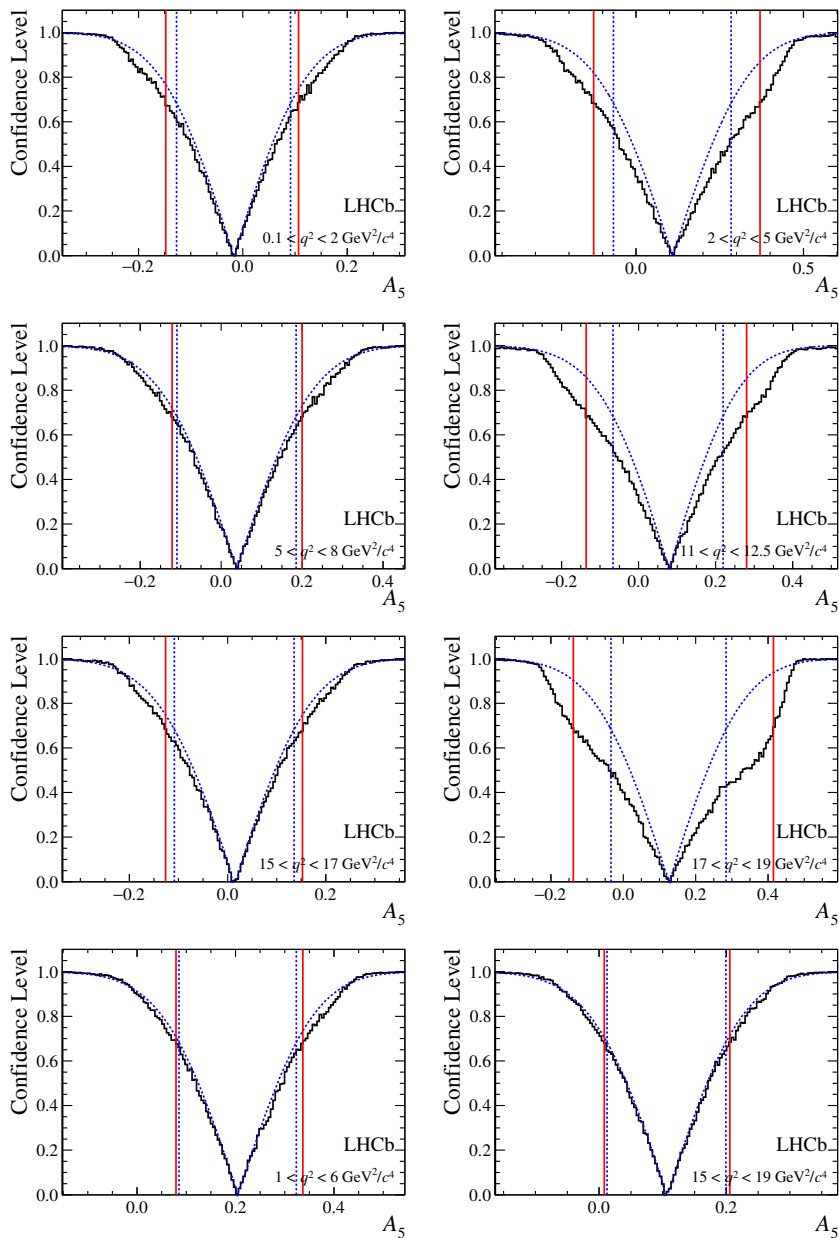 Confidence Level
1.0
0.8
0.6
0.4
0.2
0.0
LHCb
0.1 < q² < 2 GeV²/c⁴
−0.2 0.0 0.2
A₅
Confidence Level
1.0
0.8
0.6
0.4
0.2
0.0
LHCb
2 < q² < 5 GeV²/c⁴
0.0 0.5
A₅
Confidence Level
1.0
0.8
0.6
0.4
0.2
0.0
LHCb
5 < q² < 8 GeV²/c⁴
−0.2 0.0 0.2 0.4
A₅
Confidence Level
1.0
0.8
0.6
0.4
0.2
0.0
LHCb
11 < q² < 12.5 GeV²/c⁴
−0.2 0.0 0.2 0.4
A₅
Confidence Level
1.0
0.8
0.6
0.4
0.2
0.0
LHCb
15 < q² < 17 GeV²/c⁴
−0.2 0.0 0.2
A₅
Confidence Level
1.0
0.8
0.6
0.4
0.2
0.0
LHCb
17 < q² < 19 GeV²/c⁴
−0.2 0.0 0.2 0.4
A₅
Confidence Level
1.0
0.8
0.6
0.4
0.2
0.0
LHCb
1 < q² < 6 GeV²/c⁴
0.0 0.2 0.4
A₅
Confidence Level
1.0
0.8
0.6
0.4
0.2
0.0
LHCb
15 < q² < 19 GeV²/c⁴
0.0 0.2
A₅